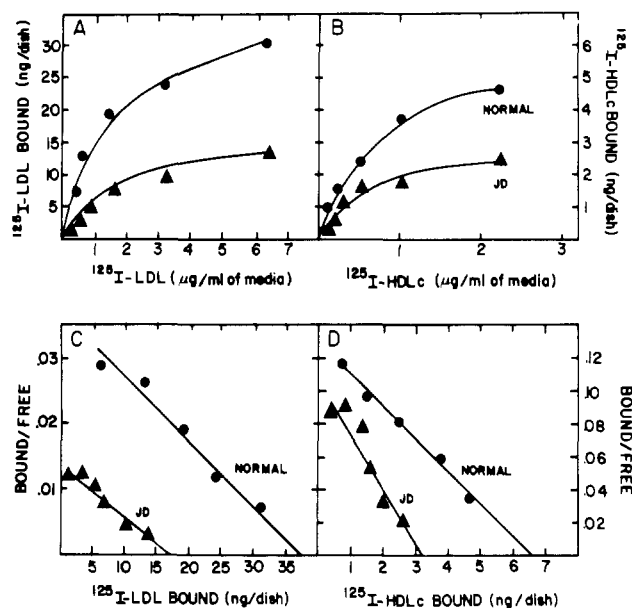 A
¹²⁵I-LDL BOUND (ng/dish)
30
25
20
15
10
5
1 2 3 4 5 6 7
¹²⁵I-LDL (μg/ml of media)
B
NORMAL
JD
6
5
4
3
2
1
¹²⁵I-HDLc BOUND
(ng/dish)
1 2 3
¹²⁵I-HDLc (μg/ml of media)
C
BOUND/FREE
.03
.02
.01
NORMAL
JD
5 10 15 20 25 30 35
¹²⁵I-LDL BOUND (ng/dish)
D
NORMAL
JD
0.12
.10
.08
.06
.04
.02
BOUND/FREE
1 2 3 4 5 6 7
¹²⁵I-HDLc BOUND (ng/dish)